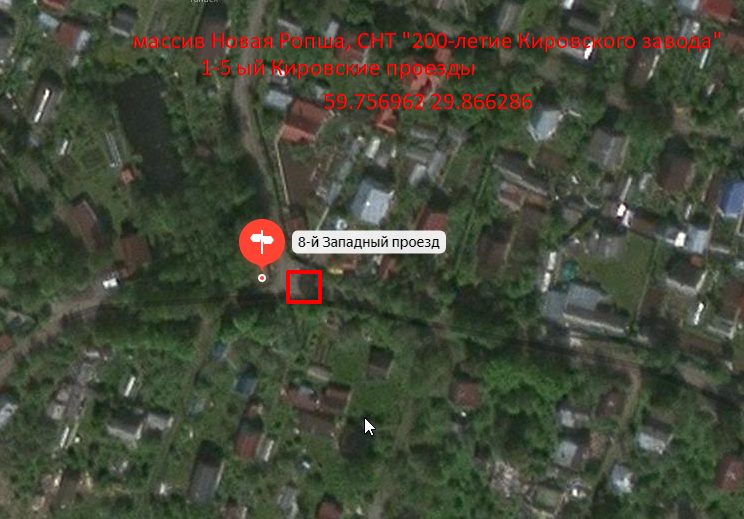 массив Новая Ропша, СНТ "200-летие Кировского завода"
1-5 ый Кировские проезды
59.756962 29.866286
8-й Западный проезд